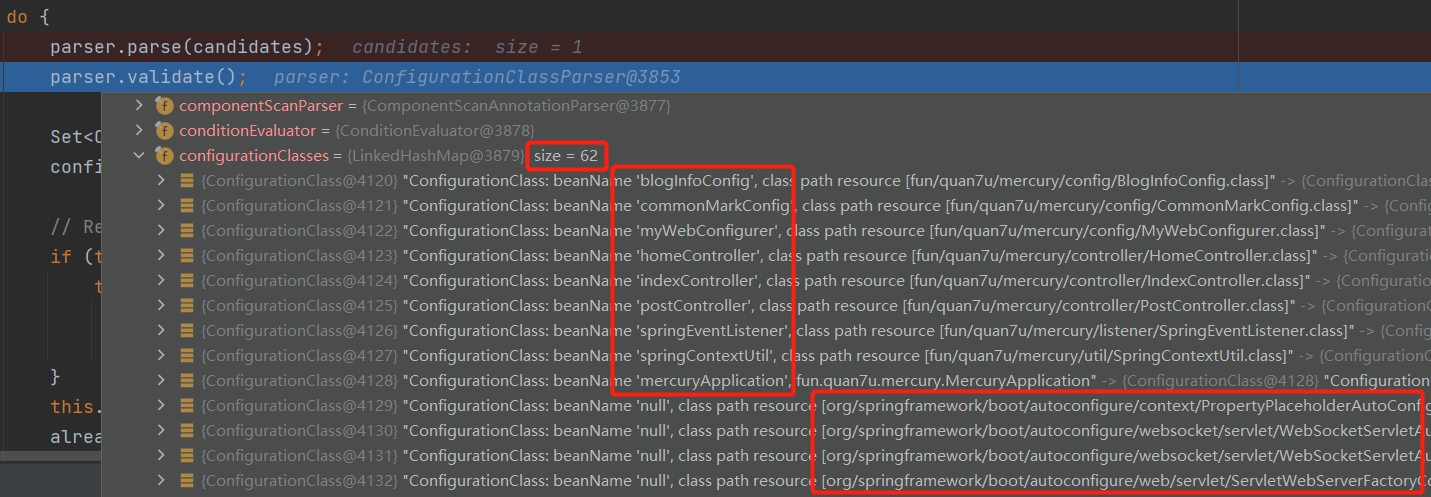 do {
parser.parse(candidates); candidates: size = 1
parser.validate(); parser: ConfigurationClassParser@3853
componentScanParser = {ComponentScanAnnotationParser@3877}
conditionEvaluator = {ConditionEvaluator@3878}
Set<C
configurationClasses = {LinkedHashMap@3879} size = 62
confi
{ConfigurationClass@4120} "ConfigurationClass: beanName 'blogInfoConfig', class path resource [fun/quan7u/mercury/config/BlogInfoConfig.class]" -> {ConfigurationClas
{ConfigurationClass@4121} "ConfigurationClass: beanName 'commonMarkConfig', class path resource [fun/quan7u/mercury/config/CommonMarkConfig.class]" -> {Configu
// Re
{ConfigurationClass@4122} "ConfigurationClass: beanName 'myWebConfigurer', class path resource [fun/quan7u/mercury/config/MyWebConfigurer.class]" -> {Configurat
if (t
{ConfigurationClass@4123} "ConfigurationClass: beanName 'homeController', class path resource [fun/quan7u/mercury/controller/HomeController.class]" -> {Configurati
t
{ConfigurationClass@4124} "ConfigurationClass: beanName 'indexController', class path resource [fun/quan7u/mercury/controller/IndexController.class]" -> {Configurati
{ConfigurationClass@4125} "ConfigurationClass: beanName 'postController', class path resource [fun/quan7u/mercury/controller/PostController.class]" -> {Configuration
{ConfigurationClass@4126} "ConfigurationClass: beanName 'springEventListener', class path resource [fun/quan7u/mercury/listener/SpringEventListener.class]" -> {Config
{ConfigurationClass@4127} "ConfigurationClass: beanName 'springContextUtil', class path resource [fun/quan7u/mercury/util/SpringContextUtil.class]" -> {Configuration
}
{ConfigurationClass@4128} "ConfigurationClass: beanName 'mercuryApplication', fun.quan7u.mercury.MercuryApplication" -> {ConfigurationClass@4128} "Configuration
this.
{ConfigurationClass@4129} "ConfigurationClass: beanName 'null', class path resource [org/springframework/boot/autoconfigure/context/PropertyPlaceholderAutoConfig
alrea
{ConfigurationClass@4130} "ConfigurationClass: beanName 'null', class path resource [org/springframework/boot/autoconfigure/websocket/servlet/WebSocketServletAu
{ConfigurationClass@4131} "ConfigurationClass: beanName 'null', class path resource [org/springframework/boot/autoconfigure/websocket/servlet/WebSocketServletAu
{ConfigurationClass@4132} "ConfigurationClass: beanName 'null', class path resource [org/springframework/boot/autoconfigure/web/servlet/ServletWebServerFactoryCo